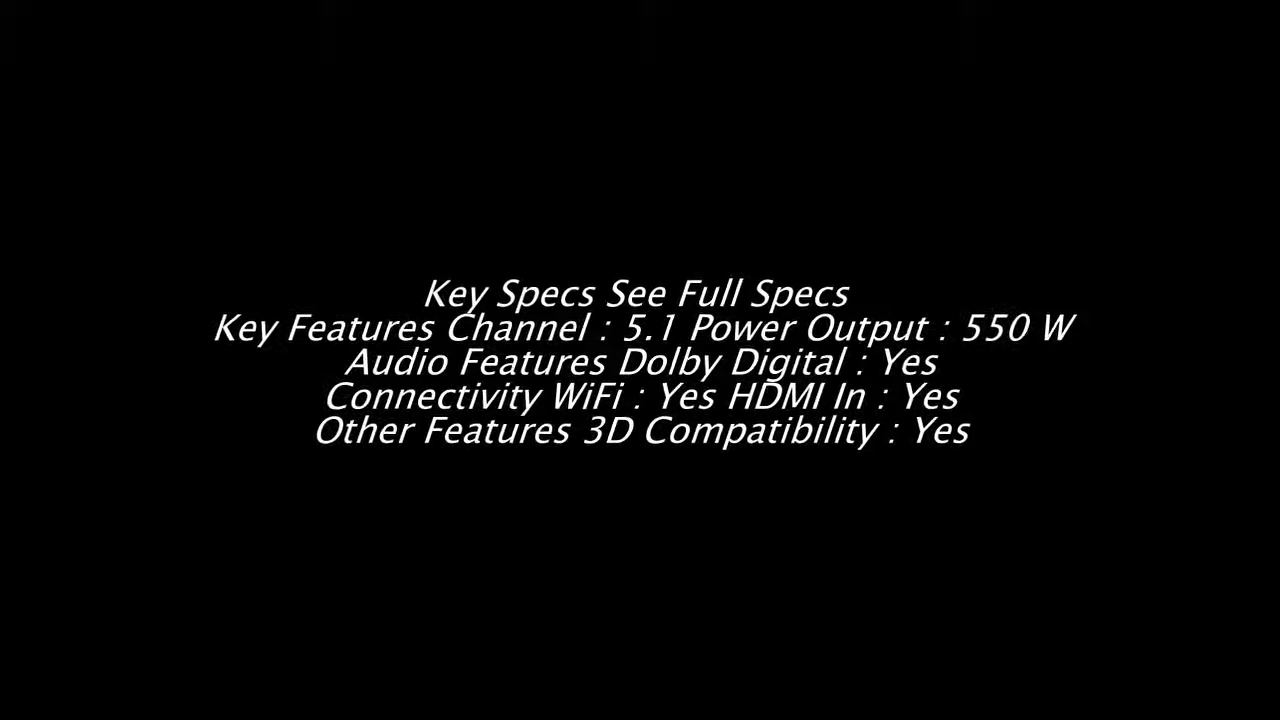 Key Specs See Full Specs
Key Features Channel : 5.1 Power Output : 550 W
Audio Features Dolby Digital : Yes
Connectivity WiFi : Yes HDMI In : Yes
Other Features 3D Compatibility : Yes